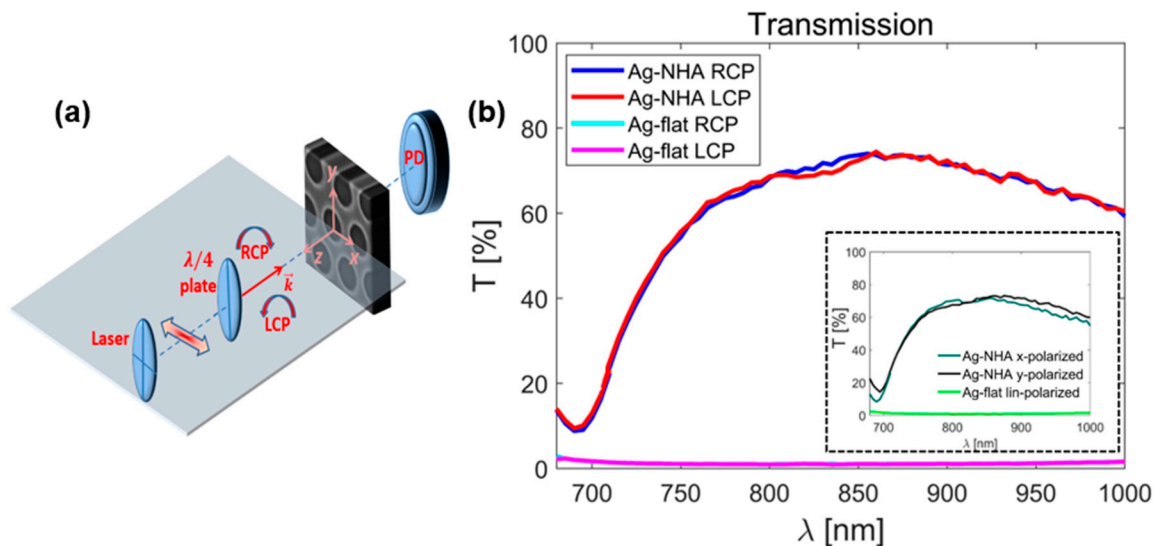 (a)
PD
y
x
z
RCP
λ/4
plate
k⃗
LCP
Laser
(b)
Transmission
100
80
60
40
20
0
T [%]
Ag-NHA RCP
Ag-NHA LCP
Ag-flat RCP
Ag-flat LCP
100
80
60
40
20
0
T [%]
Ag-NHA x-polarized
Ag-NHA y-polarized
Ag-flat lin-polarized
700 800 900 1000
λ [nm]
700 750 800 850 900 950 1000
λ [nm]